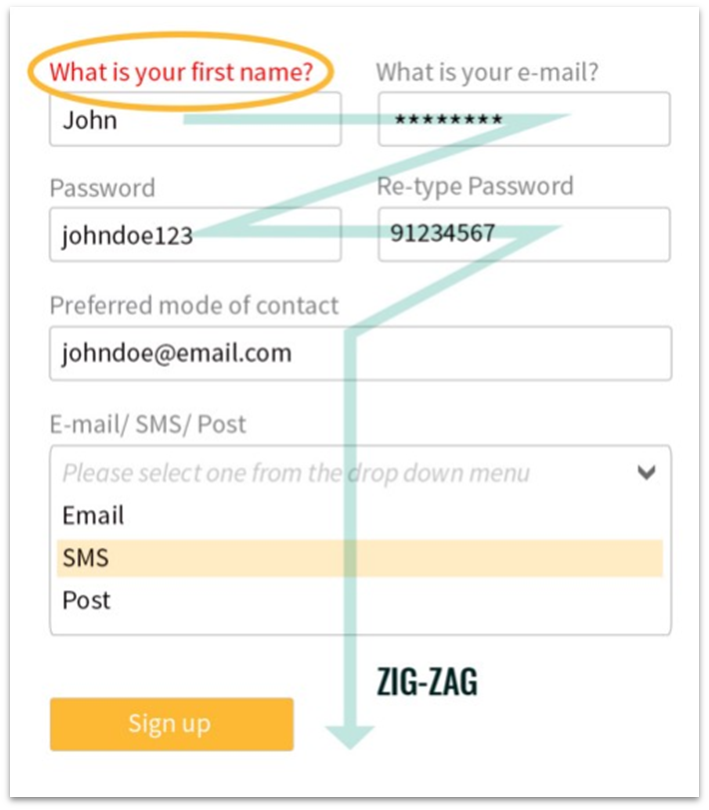 What is your first name? What is your e-mail?
John ********
Password Re-type Password
johndoe123 91234567
Preferred mode of contact
johndoe@email.com
E-mail/ SMS/ Post
Please select one from the drop down menu
Email
SMS
Post
ZIG-ZAG
Sign up